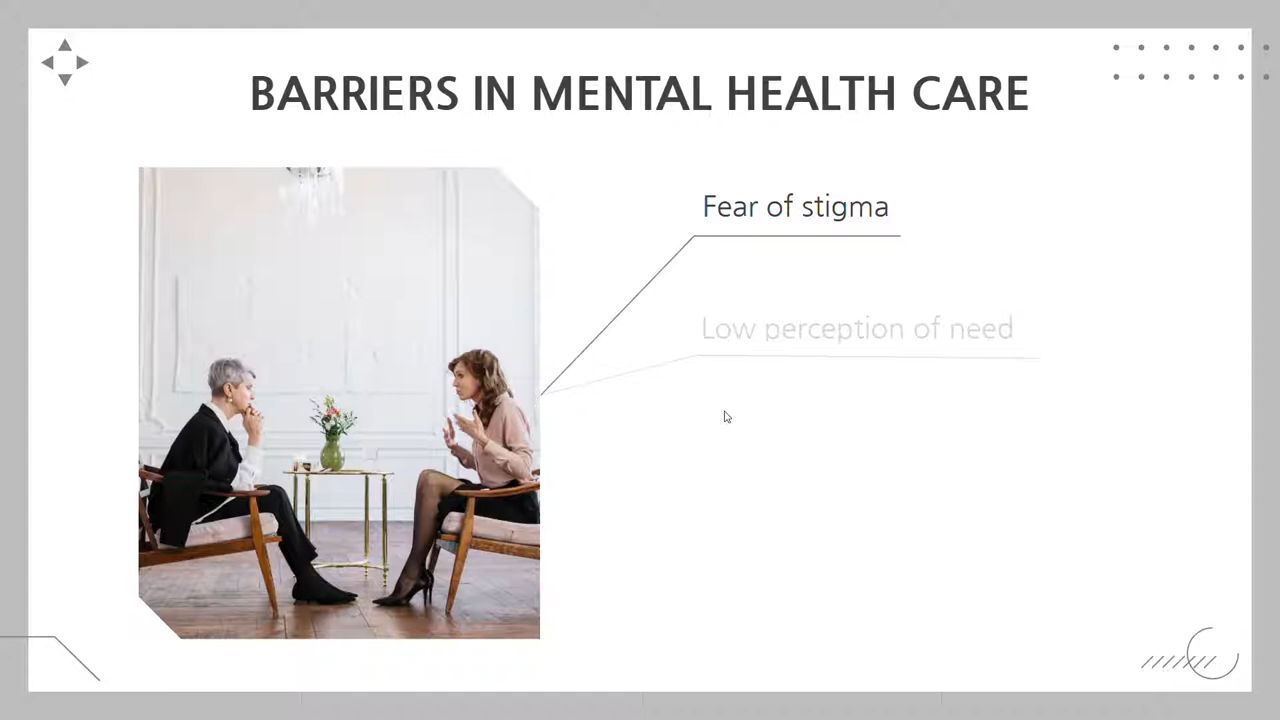 BARRIERS IN MENTAL HEALTH CARE
Fear of stigma
Low perception of need